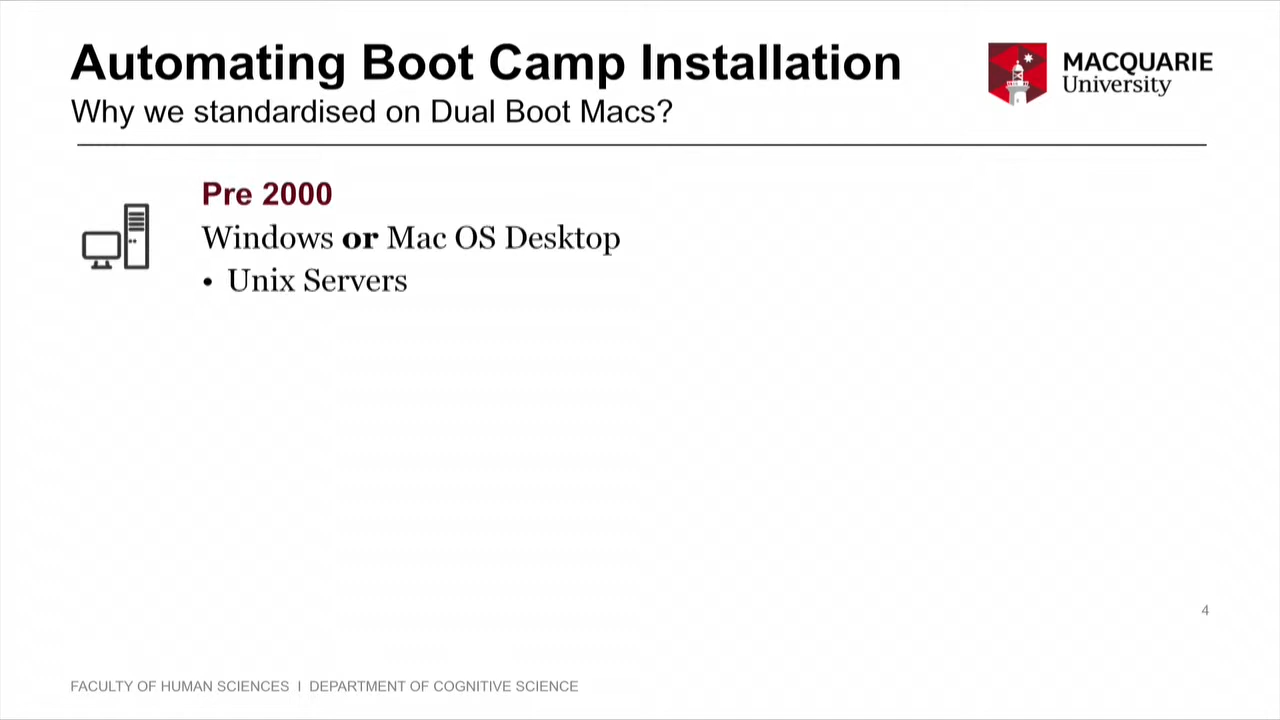 Automating Boot Camp Installation
Why we standardised on Dual Boot Macs?
MACQUARIE
University
Pre 2000
Windows or Mac OS Desktop
• Unix Servers
4
FACULTY OF HUMAN SCIENCES I DEPARTMENT OF COGNITIVE SCIENCE